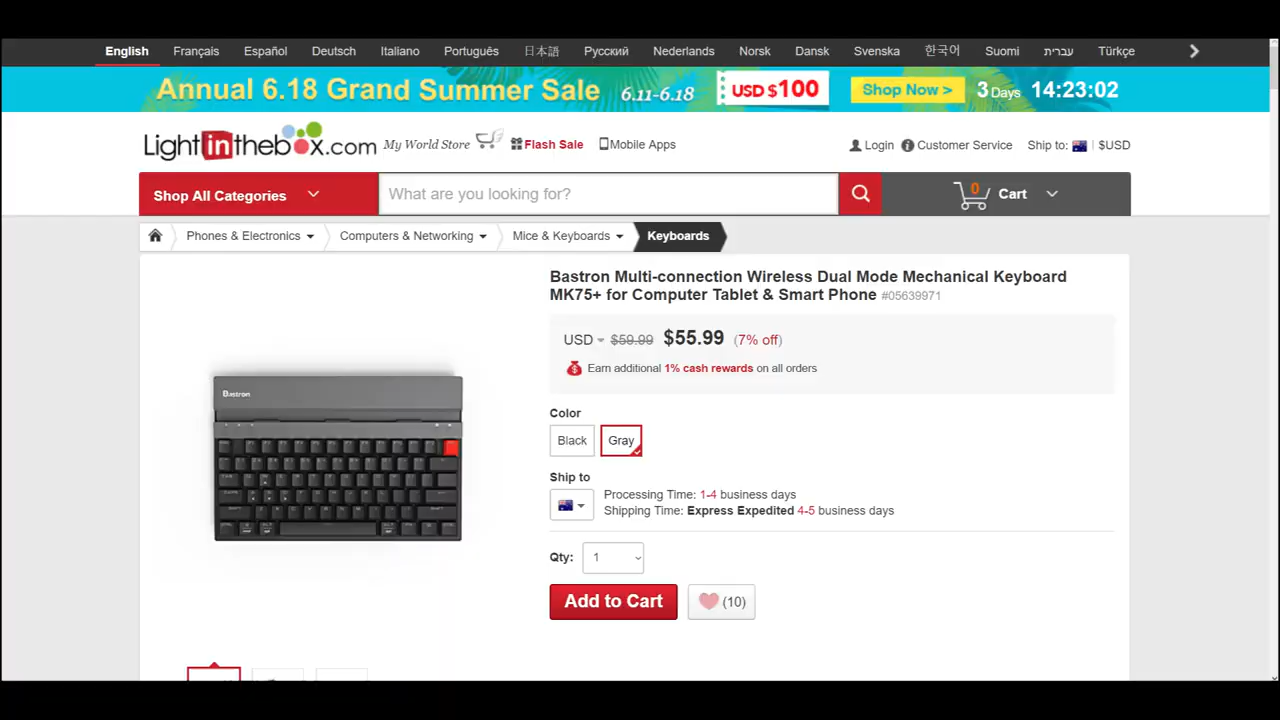 English Français Español Deutsch Italiano Português 日本語 Русский Nederlands Norsk Dansk Svenska 한국어 Suomi עברית Türkçe
Annual 6.18 Grand Summer Sale 6.11-6.18 USD $100 Shop Now > 3 Days 14:23:02
Lightinthebox.com My World Store Flash Sale Mobile Apps Login Customer Service Ship to: | $USD
Shop All Categories What are you looking for? 0 Cart
Phones & Electronics Computers & Networking Mice & Keyboards Keyboards
Bastron Multi-connection Wireless Dual Mode Mechanical Keyboard
MK75+ for Computer Tablet & Smart Phone #05639971
USD $59.99 $55.99 (7% off)
Earn additional 1% cash rewards on all orders
Bastron
Color
Black Gray
Ship to
Processing Time: 1-4 business days
Shipping Time: Express Expedited 4-5 business days
Qty: 1
Add to Cart (10)